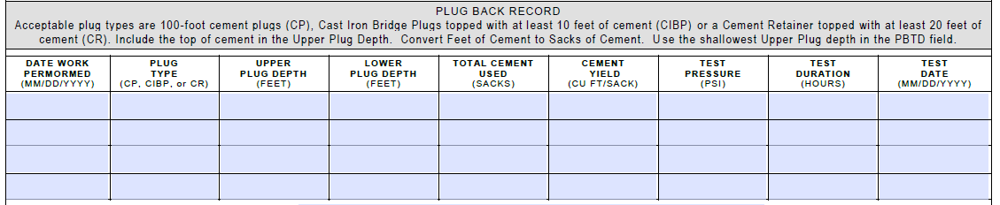 PLUG BACK RECORD
Acceptable plug types are 100-foot cement plugs (CP), Cast Iron Bridge Plugs topped with at least 10 feet of cement (CIBP) or a Cement Retainer topped with at least 20 feet of
cement (CR). Include the top of cement in the Upper Plug Depth. Convert Feet of Cement to Sacks of Cement. Use the shallowest Upper Plug depth in the PBTD field.
DATE WORK PERMORMED (MM/DD/YYYY)
PLUG TYPE (CP, CIBP, or CR)
UPPER PLUG DEPTH (FEET)
LOWER PLUG DEPTH (FEET)
TOTAL CEMENT USED (SACKS)
CEMENT YIELD (CU FT/SACK)
TEST PRESSURE (PSI)
TEST DURATION (HOURS)
TEST DATE (MM/DD/YYYY)